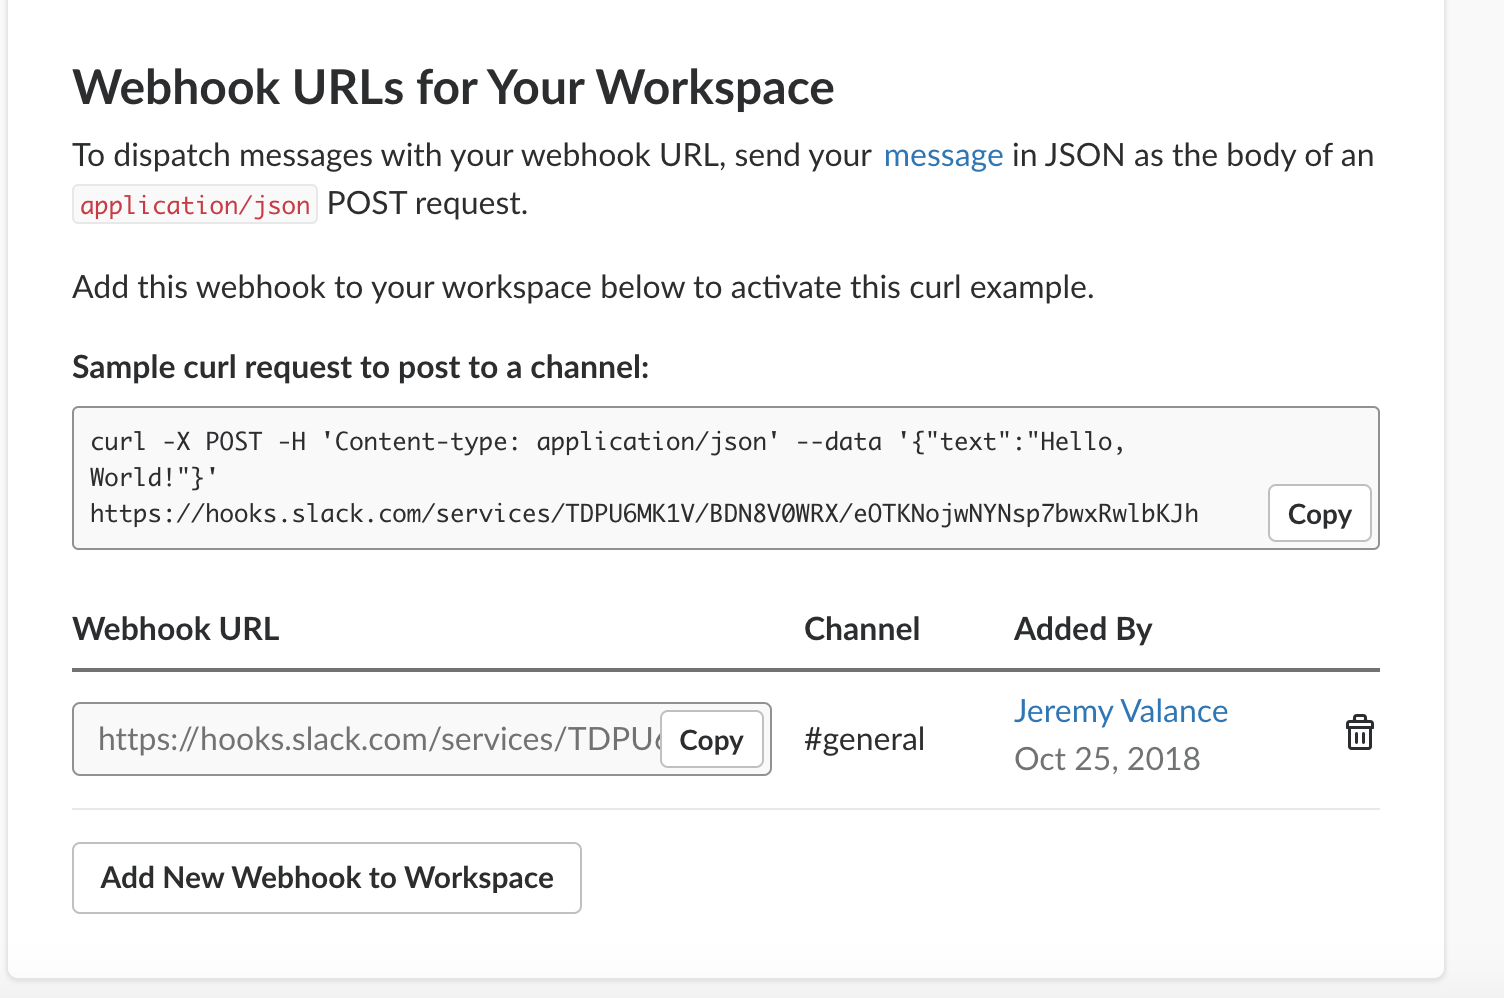 Webhook URLs for Your Workspace
To dispatch messages with your webhook URL, send your message in JSON as the body of an
application/json POST request.
Add this webhook to your workspace below to activate this curl example.
Sample curl request to post to a channel:
curl -X POST -H 'Content-type: application/json' --data '{"text":"Hello,
World!"}'
https://hooks.slack.com/services/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
Copy
Webhook URL Channel Added By
https://hooks.slack.com/services/TDPU6 Copy #general Jeremy Valance
Oct 25, 2018
Add New Webhook to Workspace